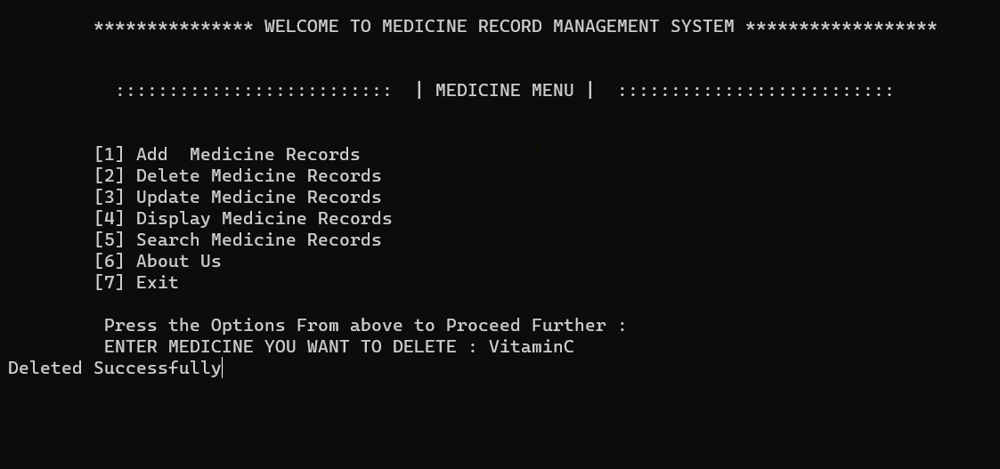 *************** WELCOME TO MEDICINE RECORD MANAGEMENT SYSTEM ******************
:::::::::::::::::::::::::: | MEDICINE MENU | ::::::::::::::::::::::::::
[1] Add  Medicine Records
[2] Delete Medicine Records
[3] Update Medicine Records
[4] Display Medicine Records
[5] Search Medicine Records
[6] About Us
[7] Exit
Press the Options From above to Proceed Further :
ENTER MEDICINE YOU WANT TO DELETE : VitaminC
Deleted Successfully